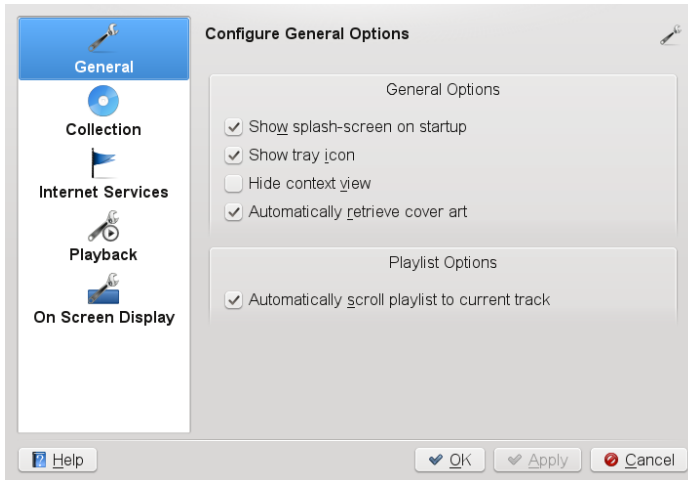 General
Collection
Internet Services
Playback
On Screen Display
Configure General Options
General Options
Show splash-screen on startup
Show tray icon
Hide context view
Automatically retrieve cover art
Playlist Options
Automatically scroll playlist to current track
Help
OK
Apply
Cancel